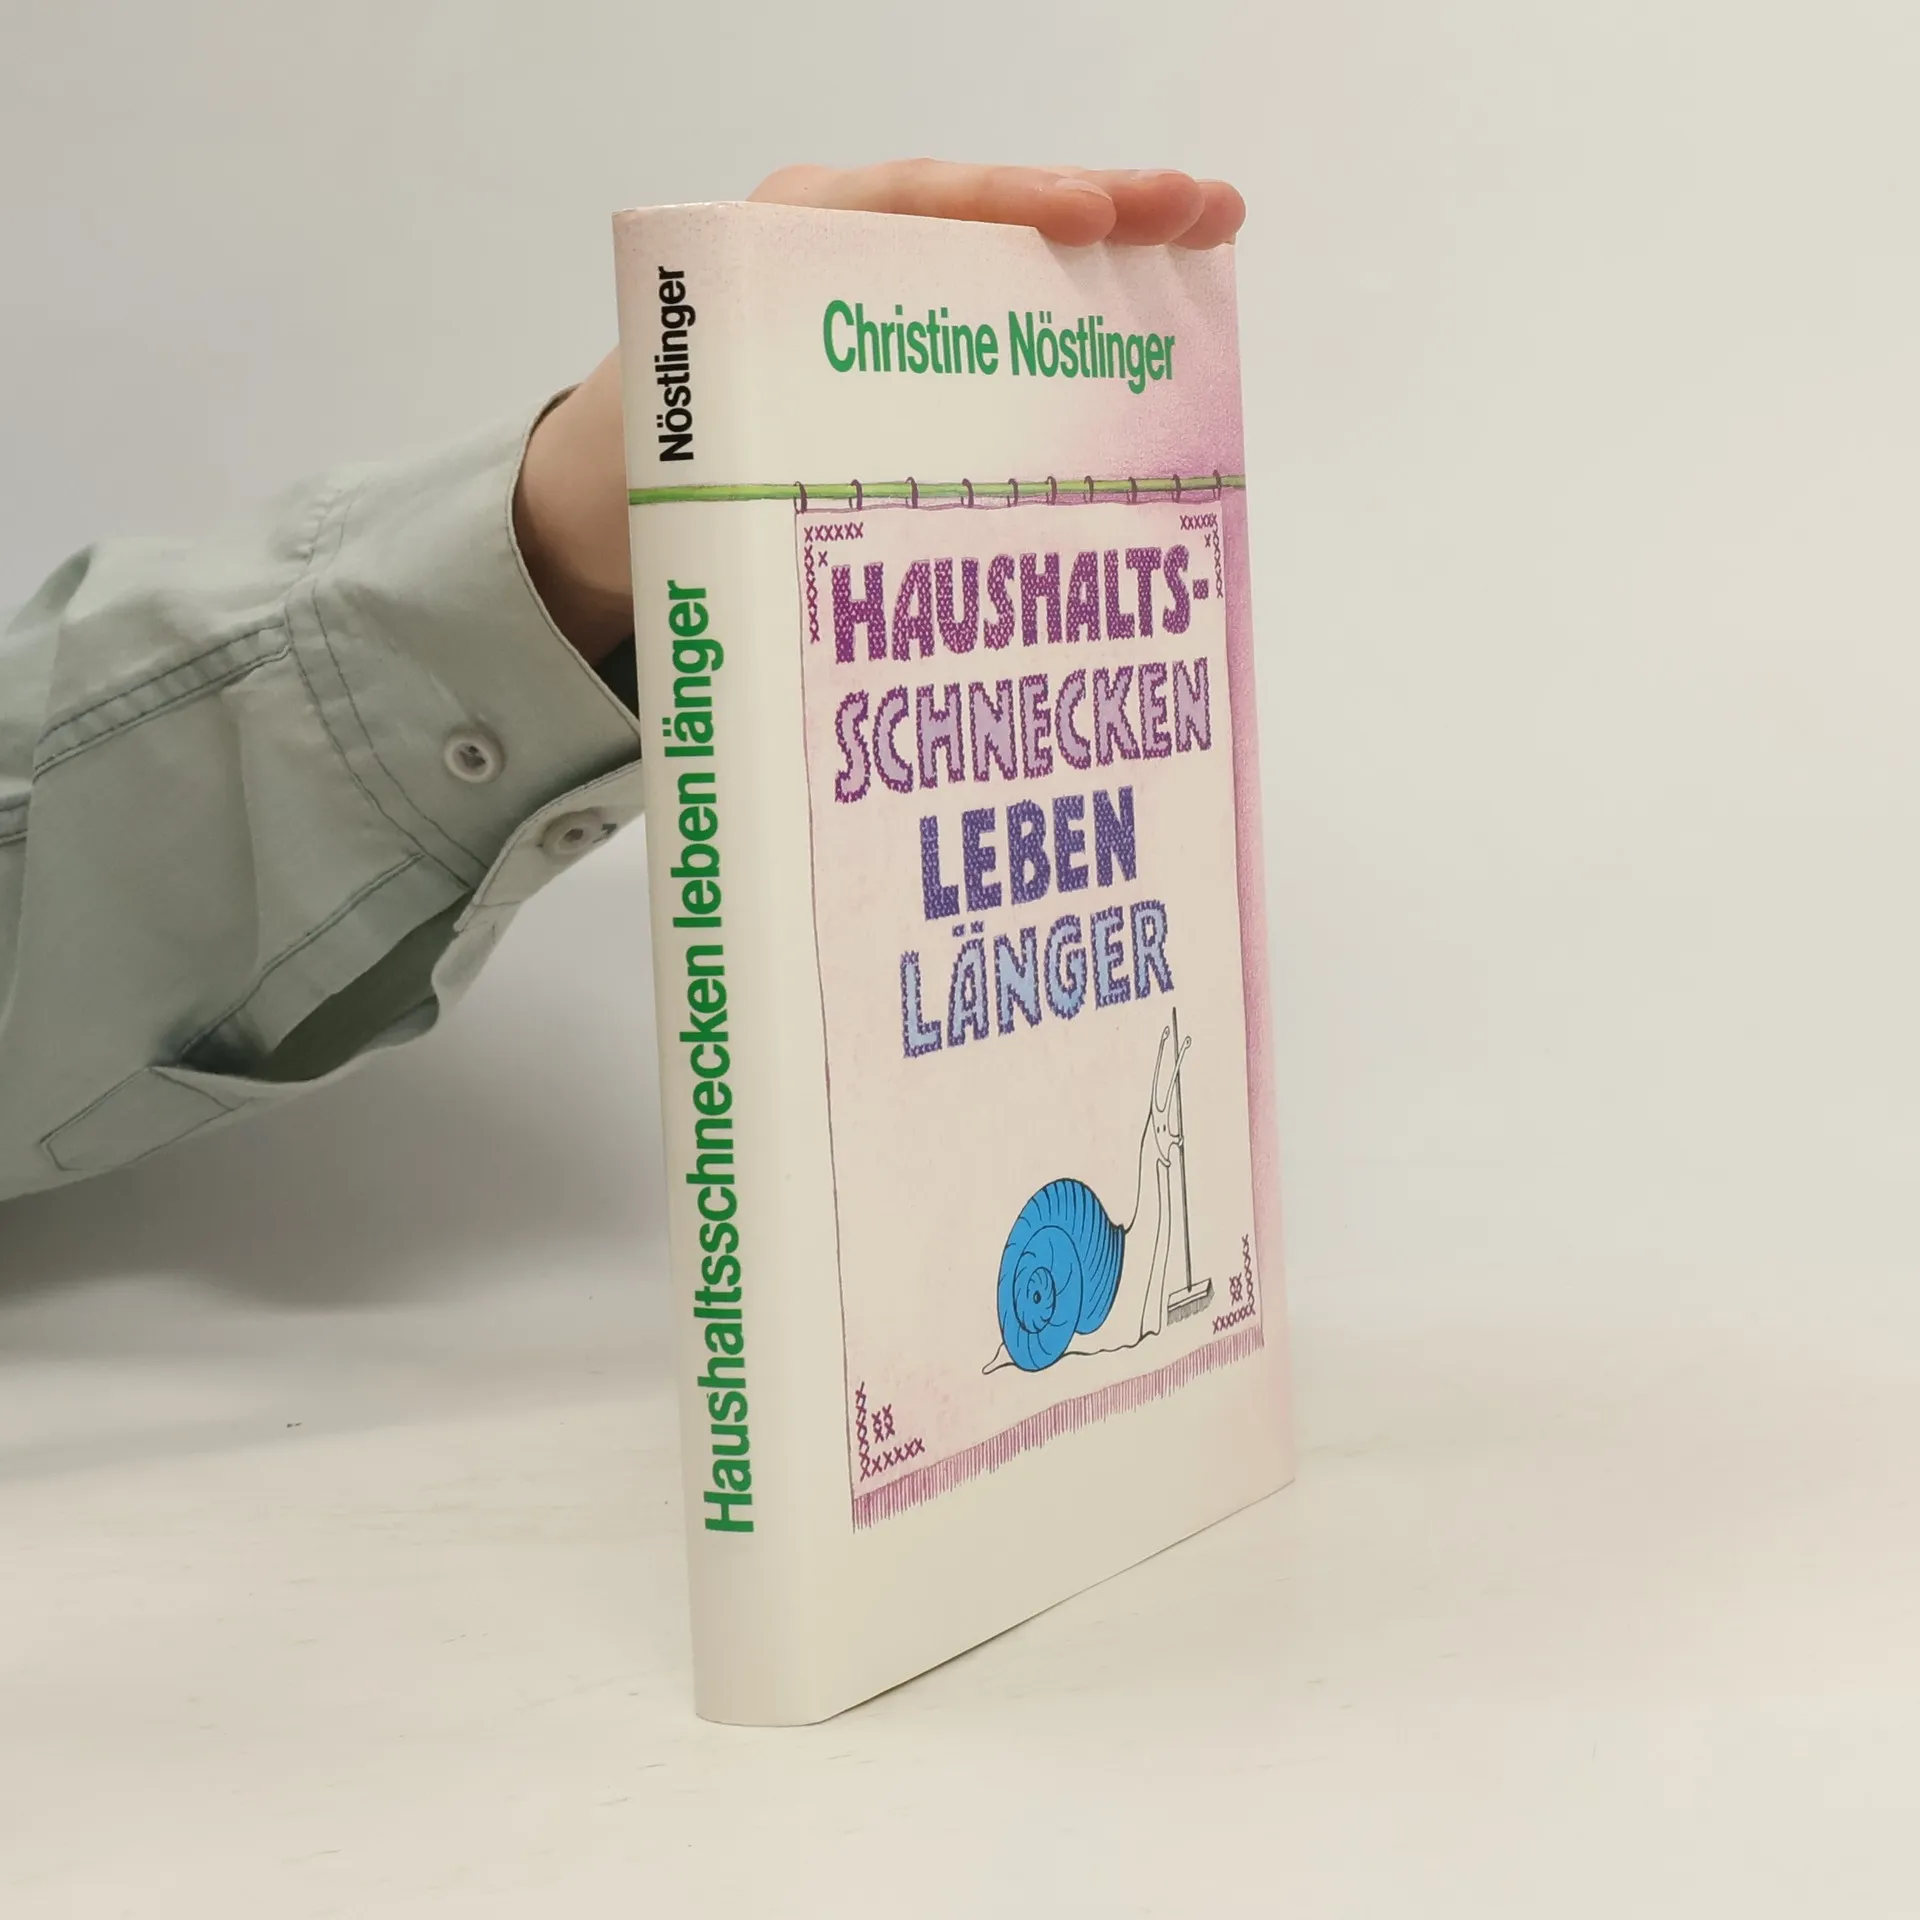 Nöstlinger
Haushaltsschnecken leben länger
Christine Nöstlinger
HAUSHALTS-
SCHNECKEN
LEBEN
LÄNGER